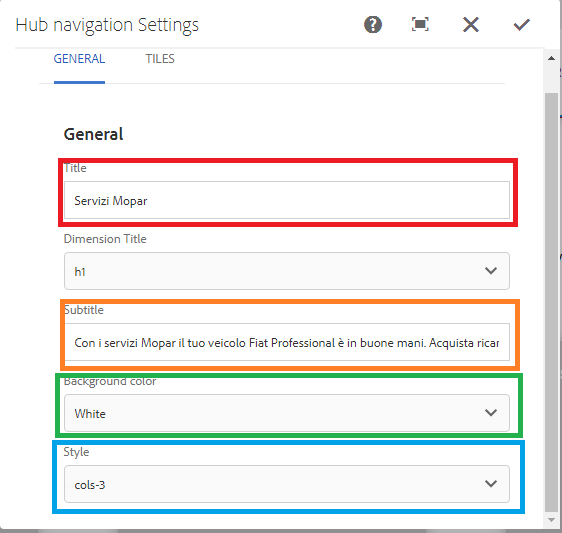 Hub navigation Settings
GENERAL TILES
General
Title
Servizi Mopar
Dimension Title
h1
Subtitle
Con i servizi Mopar il tuo veicolo Fiat Professional è in buone mani. Acquista ricar
Background color
White
Style
cols-3